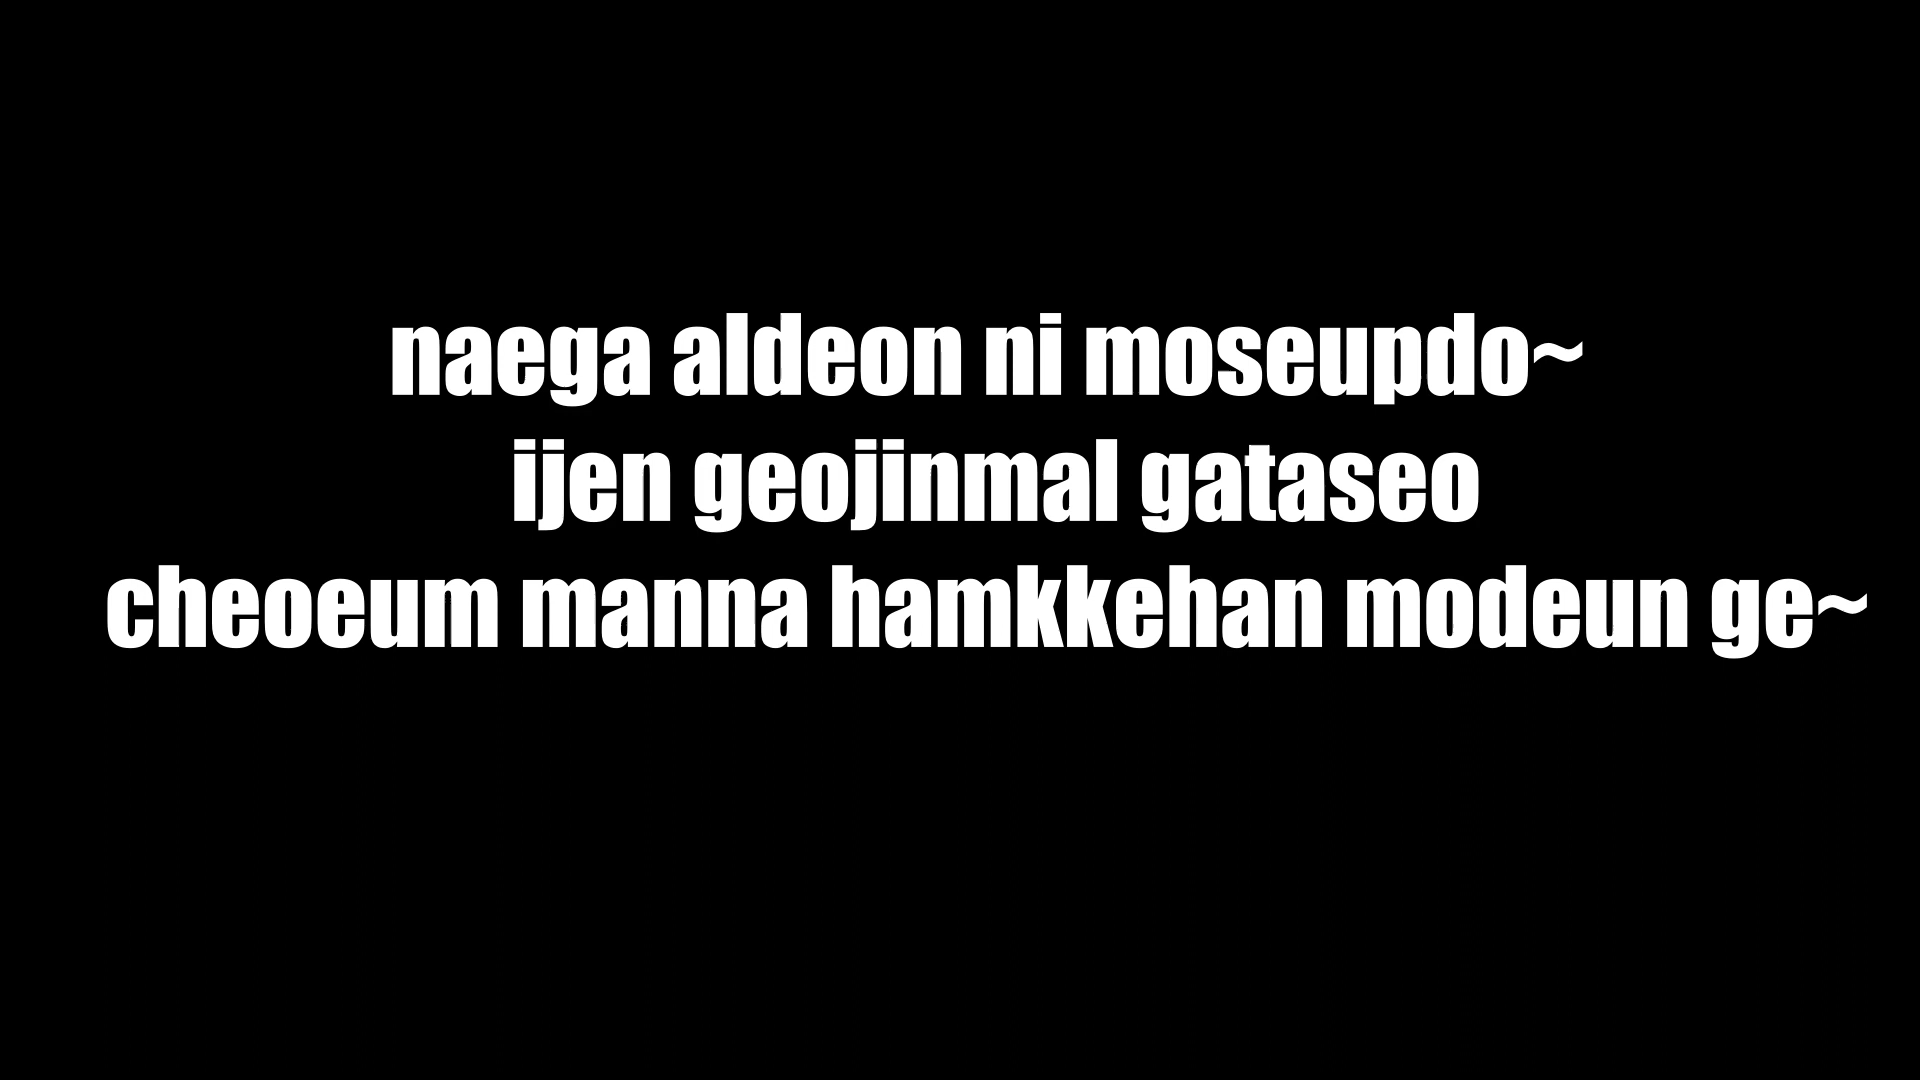 naega aldeon ni moseupdo~
ijen geojinmal gataseo
cheoeum manna hamkkehan modeun ge~